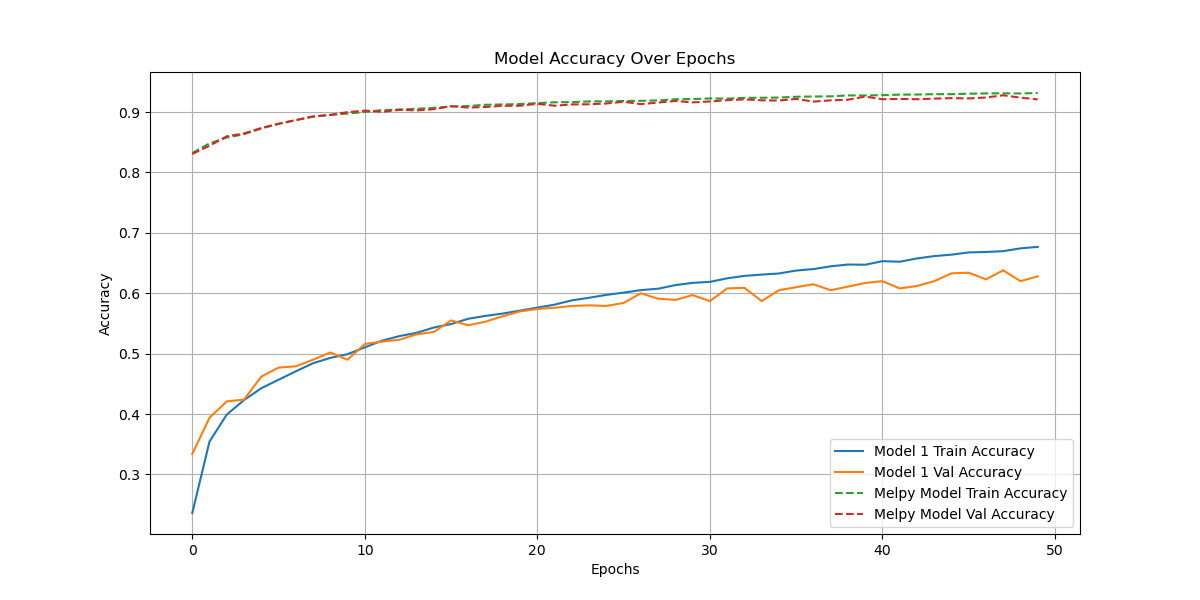 Model Accuracy Over Epochs
Accuracy
0.9
0.8
0.7
0.6
0.5
0.4
0.3
0 10 20 30 40 50
Epochs
Model 1 Train Accuracy
Model 1 Val Accuracy
Melpy Model Train Accuracy
Melpy Model Val Accuracy